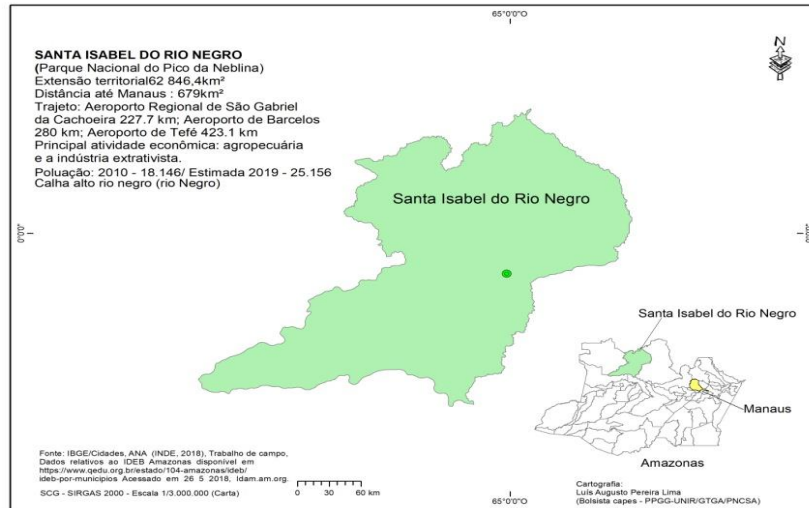 65°0'0"O
SANTA ISABEL DO RIO NEGRO
(Parque Nacional do Pico da Neblina)
Extensão territorial62 846,4km²
Distância até Manaus : 679km²
Trajeto: Aeroporto Regional de São Gabriel
da Cachoeira 227.7 km; Aeroporto de Barcelos
280 km; Aeroporto de Tefé 423.1 km
Principal atividade econômica: agropecuária
e a indústria extrativista.
Poluação: 2010 - 18.146/ Estimada 2019 - 25.156
Calha alto rio negro (rio Negro)
N
Santa Isabel do Rio Negro
0°0'0"
0°0'0"
Santa Isabel do Rio Negro
Manaus
Amazonas
Fonte: IBGE/Cidades, ANA (INDE, 2018), Trabalho de campo,
Dados relativos ao IDEB Amazonas disponível em
https://www.qedu.org.br/estado/104-amazonas/ideb/
ideb-por-municipios Acessado em 26 5 2018, Idam.am.org.
SCG - SIRGAS 2000 - Escala 1/3.000.000 (Carta)
0 30 60 km
65°0'0"O
Cartografia:
Luís Augusto Pereira Lima
(Bolsista capes - PPGG-UNIR/GTGA/PNCSA)